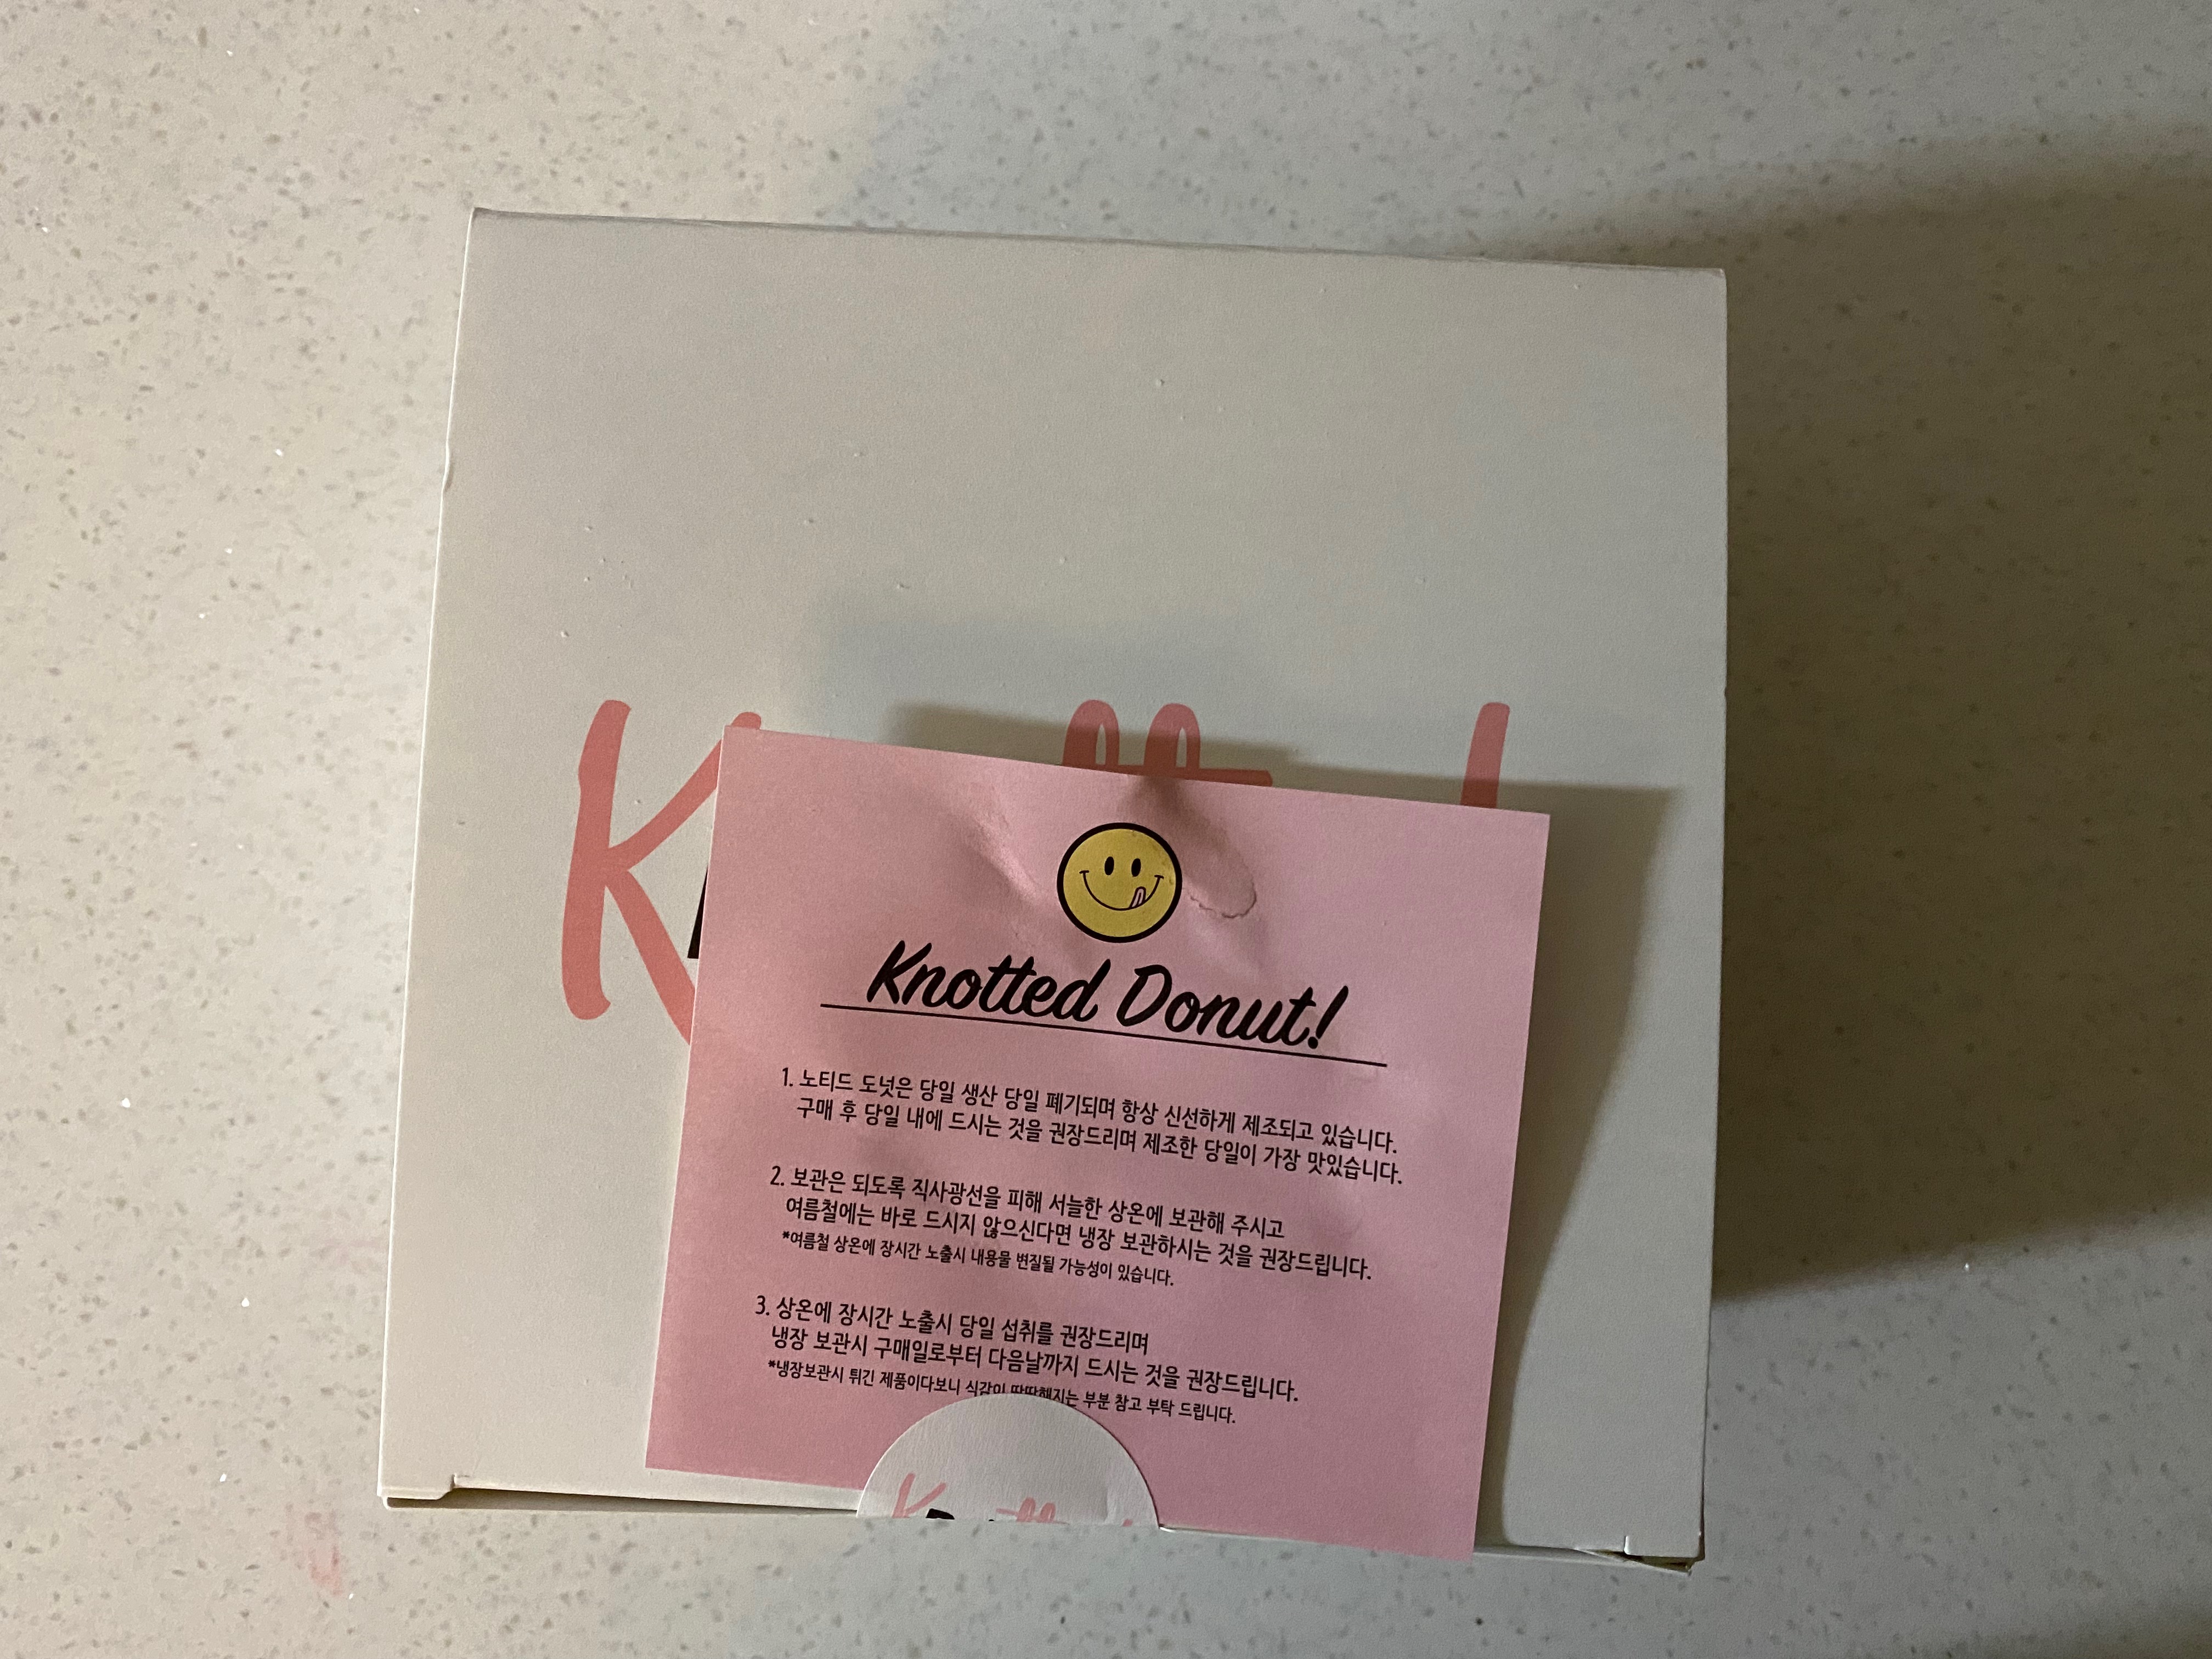 Knotted Donut!
1. 노티드 도넛은 당일 생산 당일 폐기되며 항상 신선하게 제조되고 있습니다.
구매 후 당일 내에 드시는 것을 권장드리며 제조한 당일이 가장 맛있습니다.
2. 보관은 되도록 직사광선을 피해 서늘한 상온에 보관해 주시고
여름철에는 바로 드시지 않으신다면 냉장 보관하시는 것을 권장드립니다.
*여름철 상온에 장시간 노출시 내용물 변질될 가능성이 있습니다.
3. 상온에 장시간 노출시 당일 섭취를 권장드리며
냉장 보관시 구매일로부터 다음날까지 드시는 것을 권장드립니다.
*냉장보관시 튀긴 제품이다보니 식감이 딱딱해지는 부분 참고 부탁 드립니다.